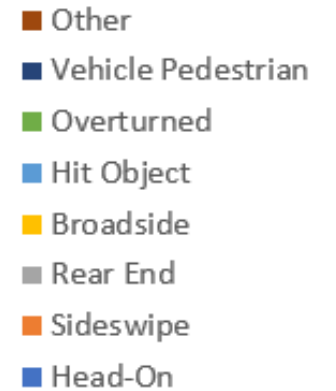 Other
Vehicle Pedestrian
Overturned
Hit Object
Broadside
Rear End
Sideswipe
Head-On